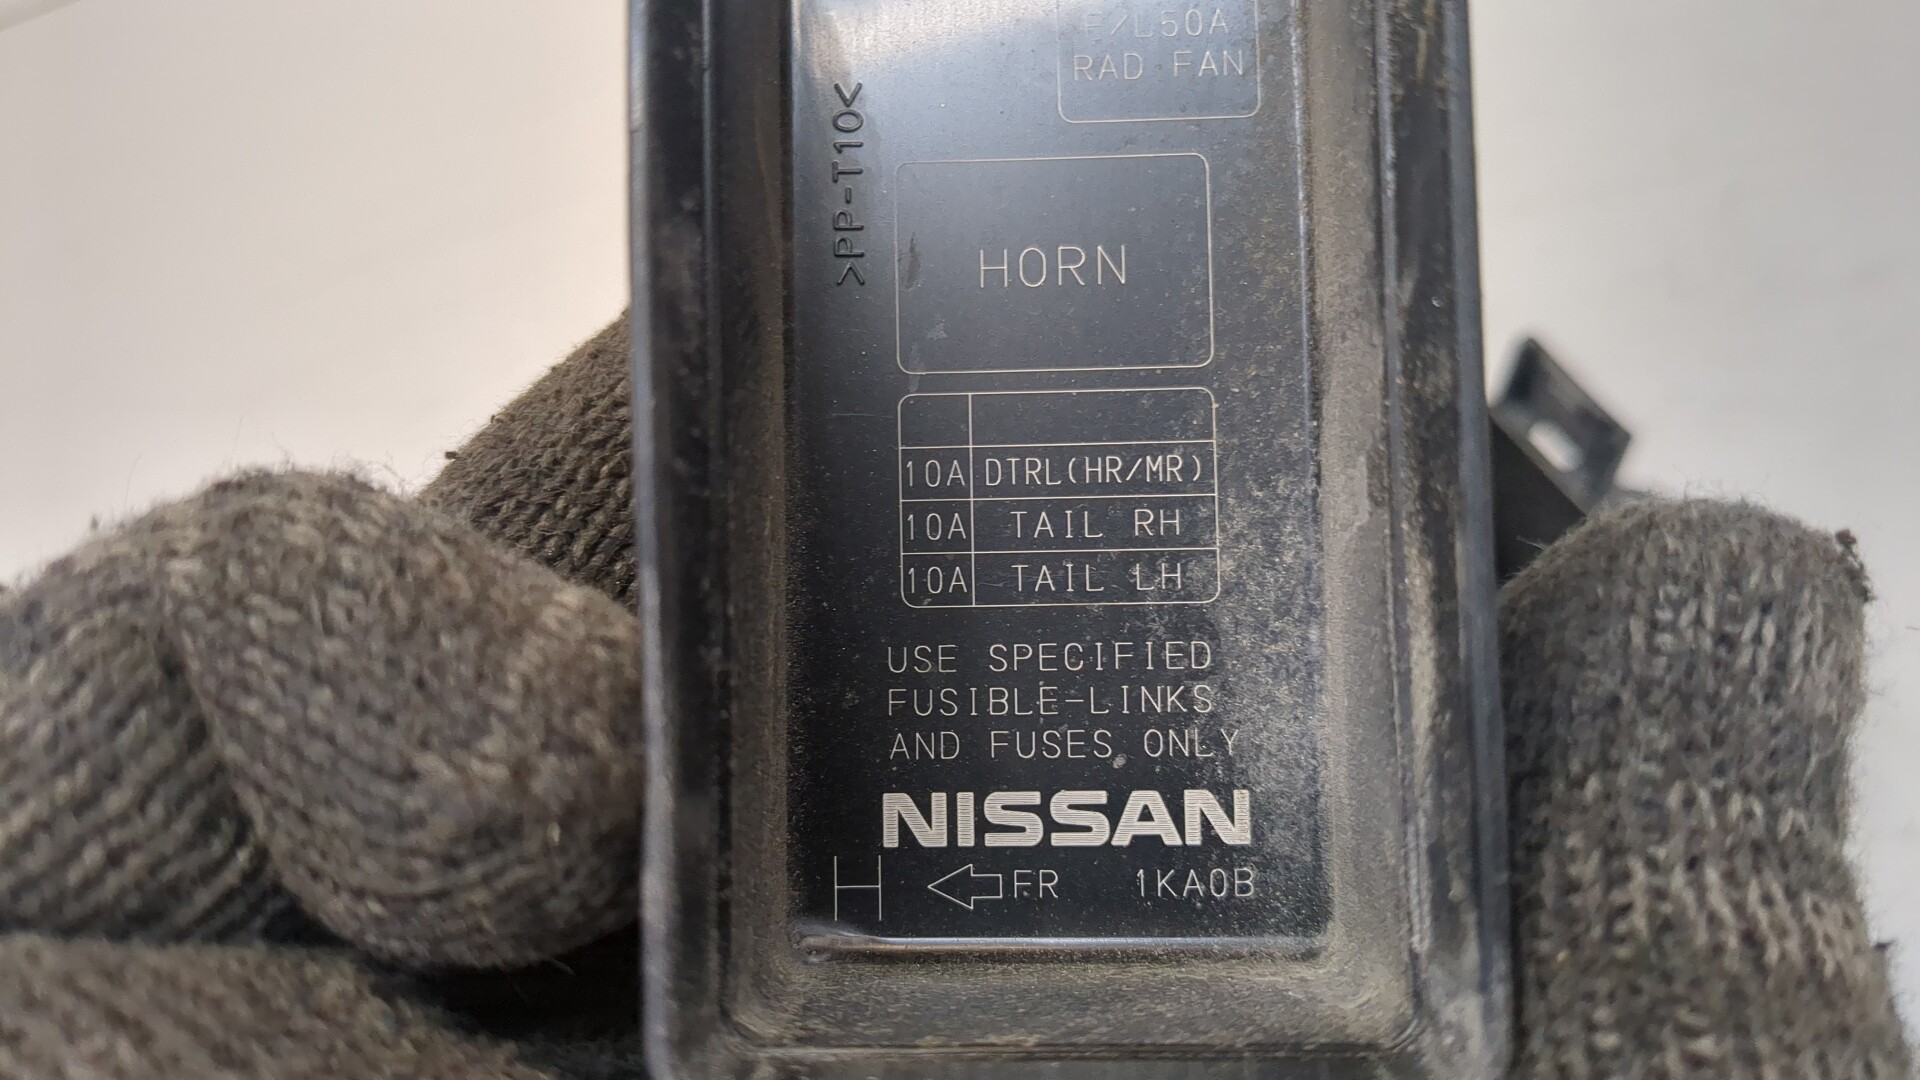 F/L50A
RAD FAN
>PP-T10<
HORN
10A DTRL(HR/MR)
10A TAIL RH
10A TAIL LH
USE SPECIFIED
FUSIBLE-LINKS
AND FUSES ONLY
NISSAN
H FR 1KA0B